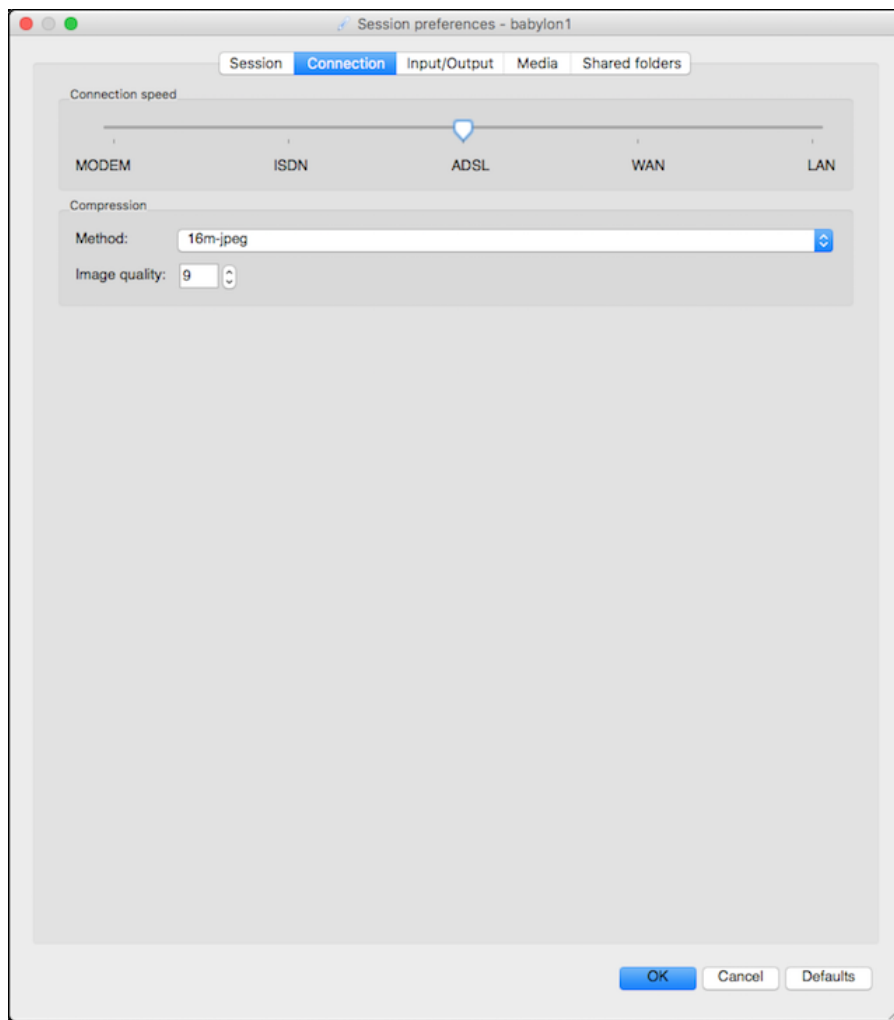 Session preferences - babylon1
Session Connection Input/Output Media Shared folders
Connection speed
MODEM ISDN ADSL WAN LAN
Compression
Method: 16m-jpeg
Image quality: 9
OK Cancel Defaults